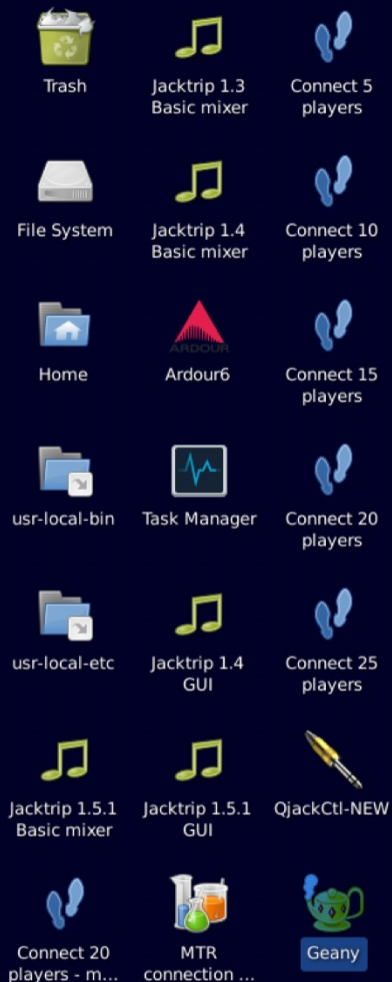 Trash
Jacktrip 1.3
Basic mixer
Connect 5
players
File System
Jacktrip 1.4
Basic mixer
Connect 10
players
Home
ARDOUR
Ardour6
Connect 15
players
usr-local-bin
Task Manager
Connect 20
players
usr-local-etc
Jacktrip 1.4
GUI
Connect 25
players
Jacktrip 1.5.1
Basic mixer
Jacktrip 1.5.1
GUI
QjackCtl-NEW
Connect 20
players - m...
MTR
connection ...
Geany